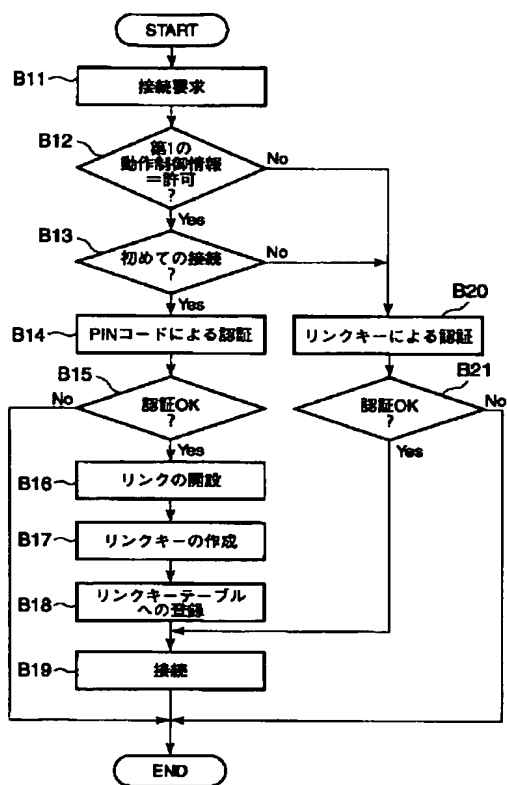 START
B11
接続要求
B12
第1の
動作制御情報
=許可
?
No
Yes
B13
初めての接続
?
No
Yes
B20
B14
PINコードによる認証
リンクキーによる認証
B15
B21
No
認証OK
?
認証OK
?
No
Yes
Yes
B16
リンクの開設
B17
リンクキーの作成
B18
リンクキーテーブル
への登録
B19
接続
END